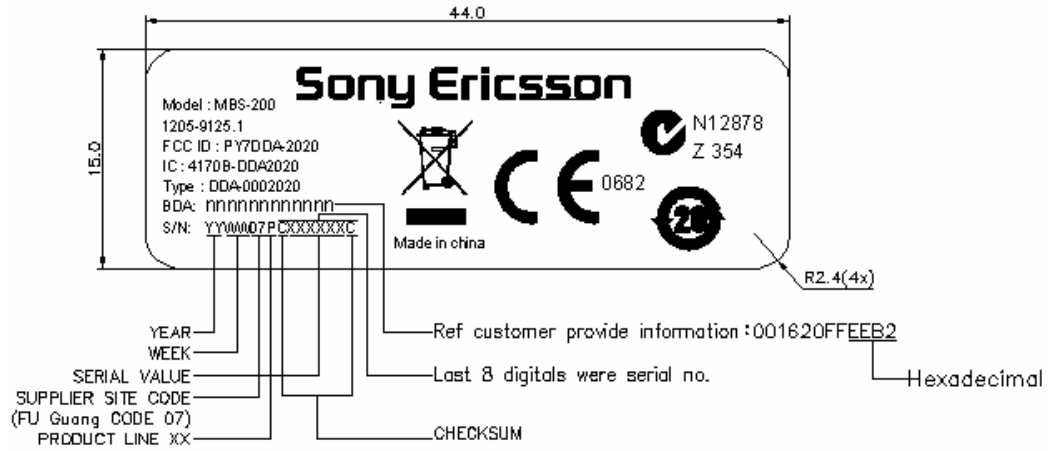 44.0
15.0
Sony Ericsson
Model : MBS-200
1205-9125.1
FCC ID : PY7DDA-2020
IC : 4170B-DDA2020
Type : DDA-0002020
BDA: nnnnnnnnnnnn
S/N: YYWW07PCXXXXXXC
Made in china
0682
N12878
Z 354
20
R2.4(4x)
YEAR
WEEK
SERIAL VALUE
SUPPLIER SITE CODE
(FU Guang CODE 07)
PRODUCT LINE XX
Ref customer provide information : 001620FFEEB2
Last 8 digitals were serial no.
Hexadecimal
CHECKSUM